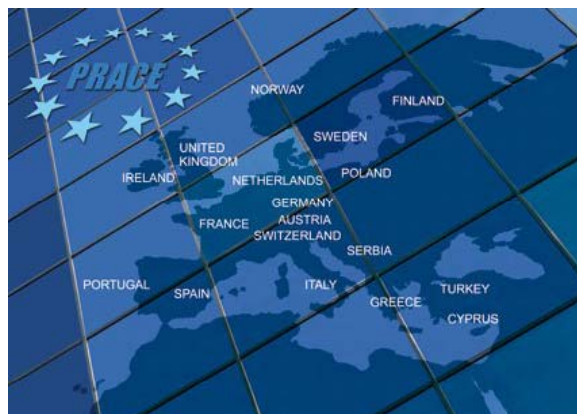 PRACE
NORWAY
FINLAND
SWEDEN
UNITED
KINGDOM
IRELAND
NETHERLANDS
POLAND
GERMANY
FRANCE
AUSTRIA
SWITZERLAND
SERBIA
PORTUGAL
SPAIN
ITALY
TURKEY
GREECE
CYPRUS